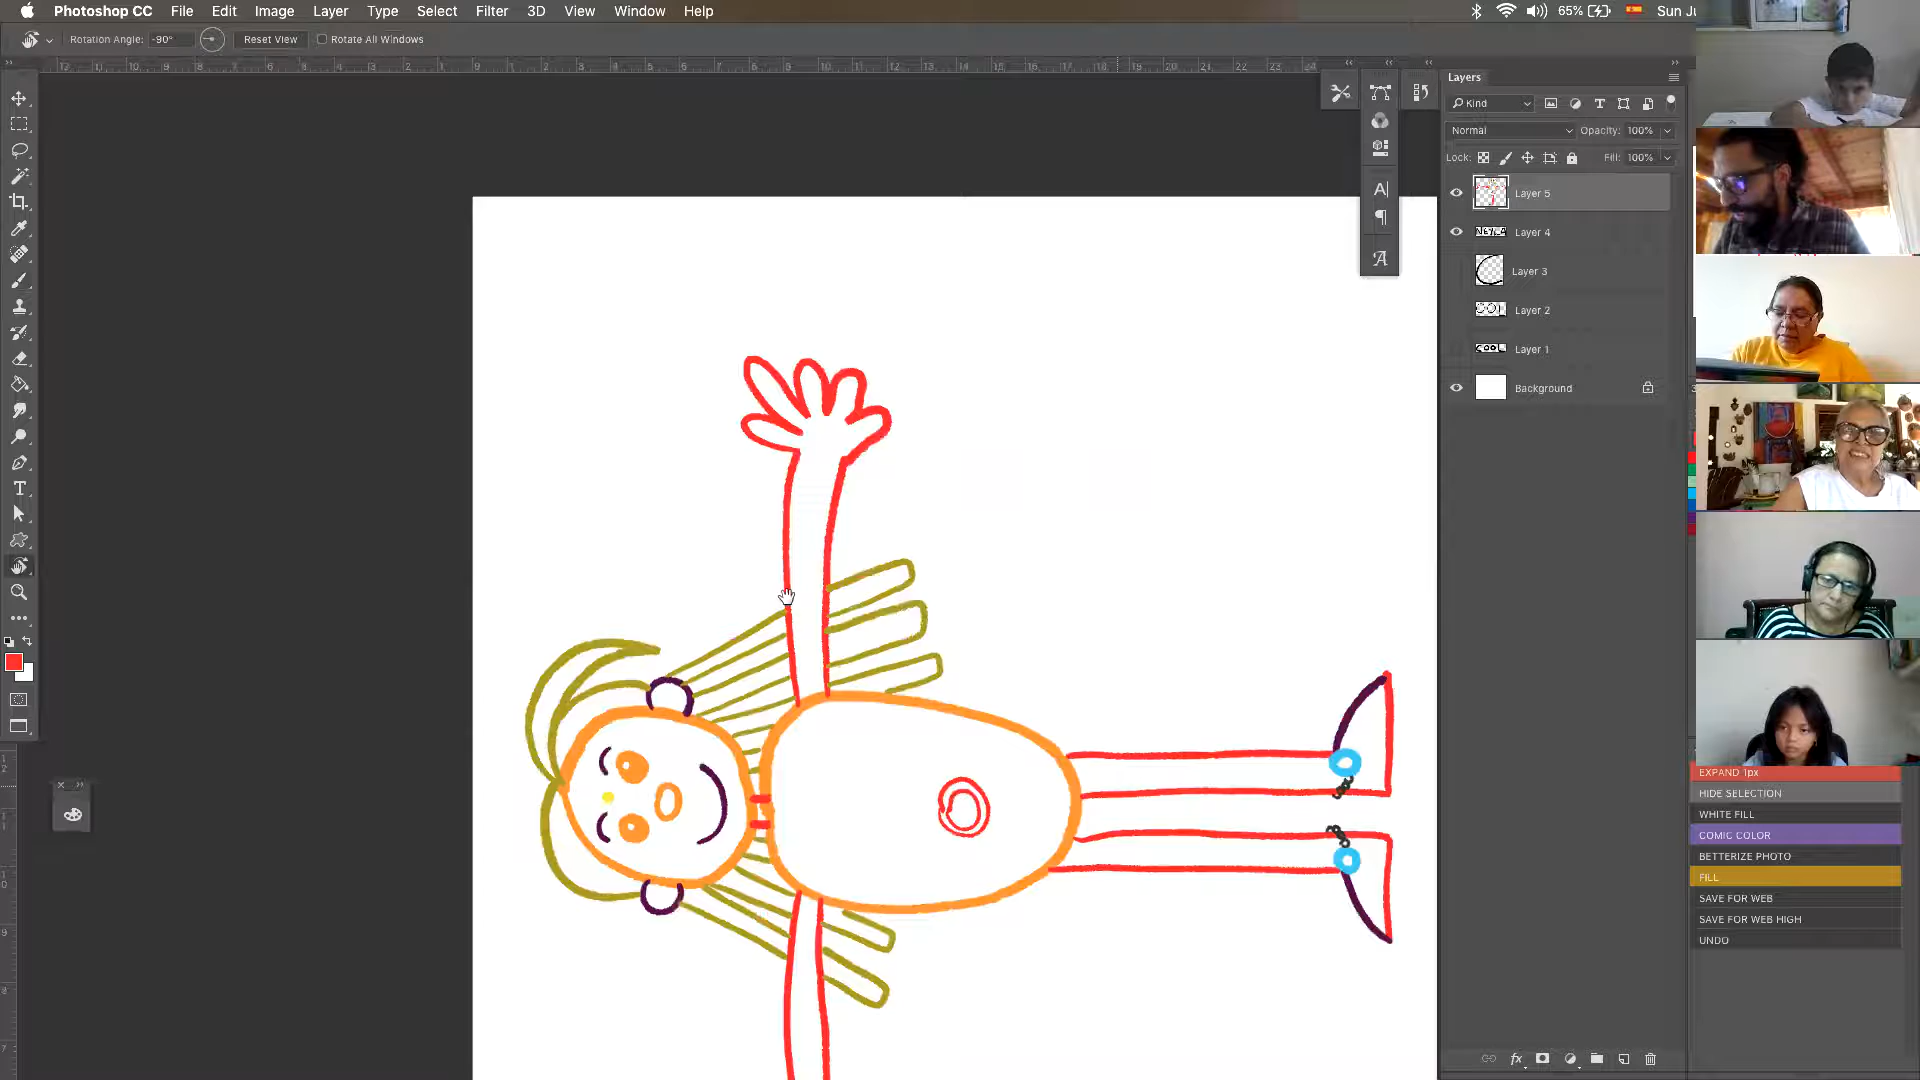 Photoshop CC File Edit Image Layer Type Select Filter 3D View Window Help 65% Sun Ju
Rotation Angle: -90° Reset View Rotate All Windows
Layers
Kind
Normal Opacity: 100%
Lock: Fill: 100%
Layer 5
Layer 4
Layer 3
Layer 2
Layer 1
Background
EXPAND 1px
HIDE SELECTION
WHITE FILL
COMIC COLOR
BETTERIZE PHOTO
FILL
SAVE FOR WEB
SAVE FOR WEB HIGH
UNDO